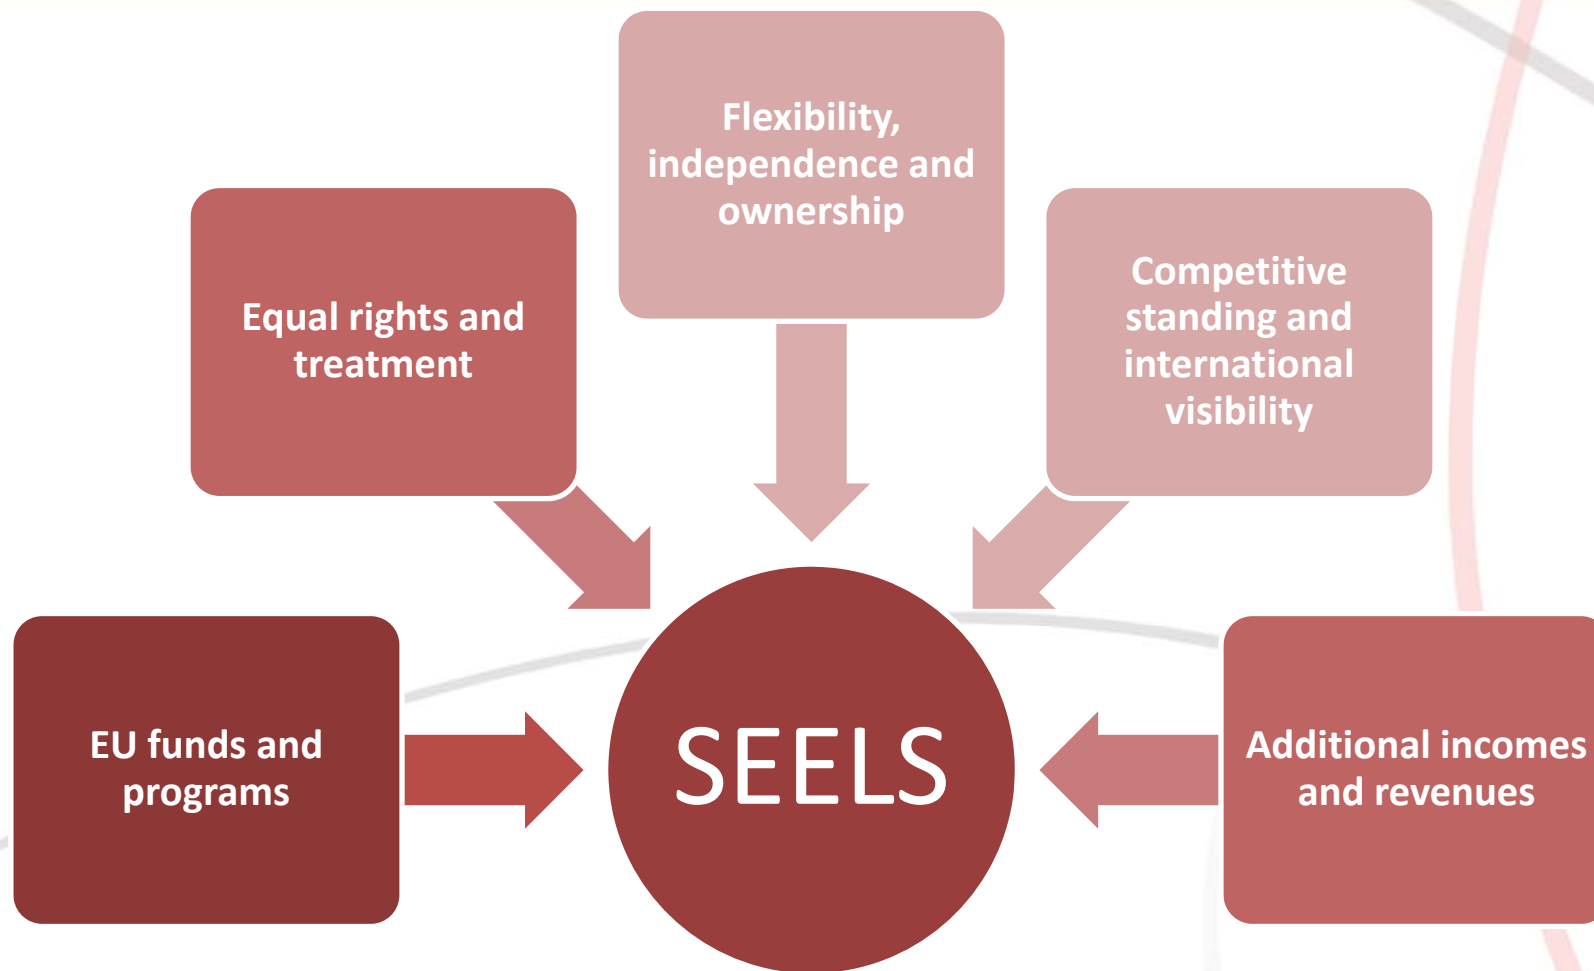 Flexibility,
independence and
ownership
Equal rights and
treatment
Competitive
standing and
international
visibility
EU funds and
programs
SEELS
Additional incomes
and revenues